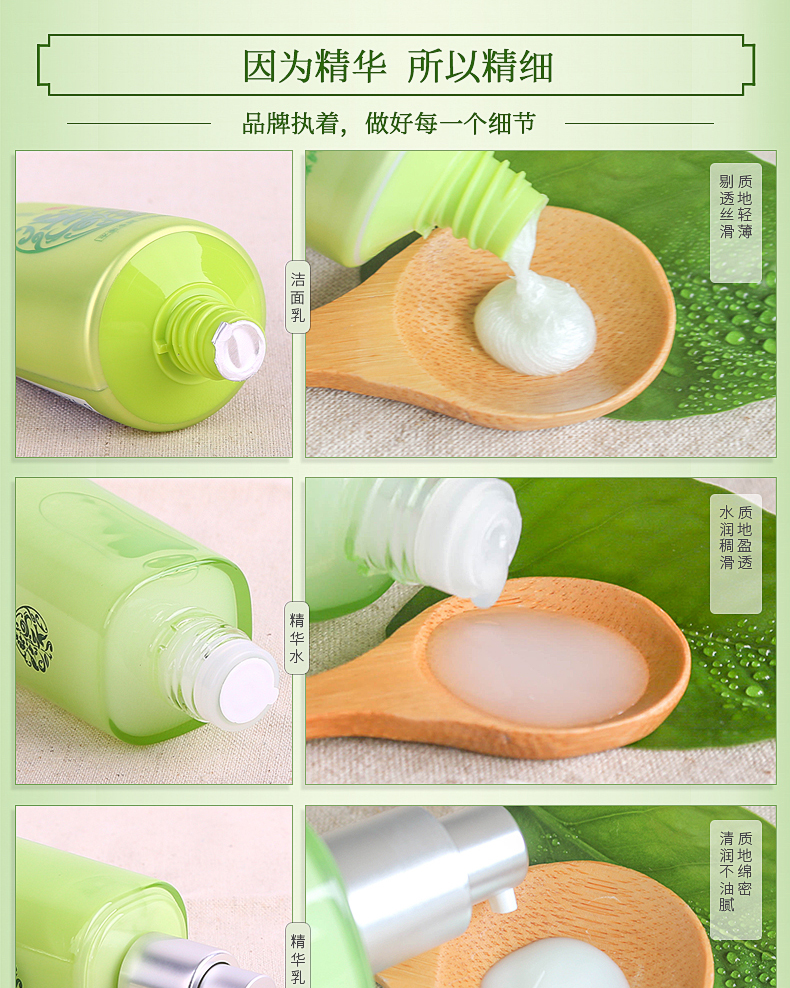 因为精华 所以精细
品牌执着，做好每一个细节
洁面乳
质地轻薄
剔透丝滑
精华水
质地盈透
水润稠滑
精华乳
质地绵密
清润不油腻